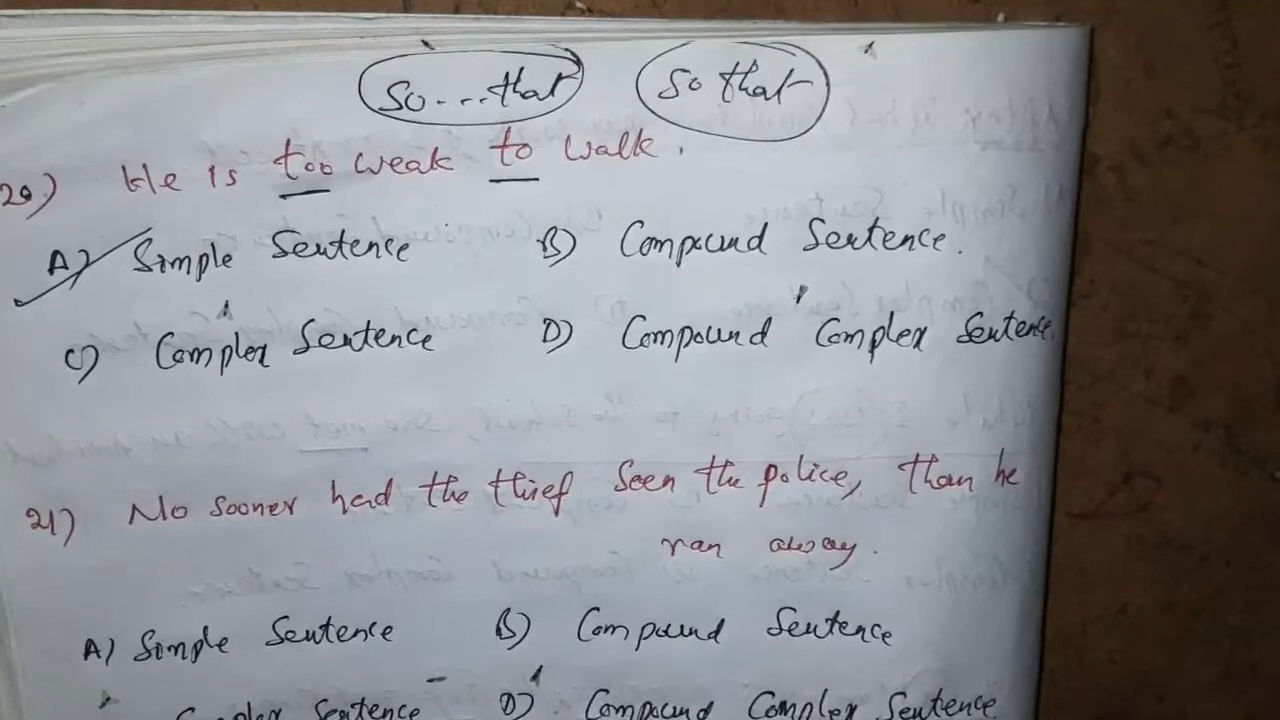 so...that so that
20) He is too weak to walk.
A) Simple Sentence B) Compound Sentence.
C) Complex Sentence D) Compound Complex Sentence.
21) No sooner had the thief seen the police, than he
ran away.
A) Simple Sentence B) Compound Sentence
Complex Sentence D) Compound Complex Sentence